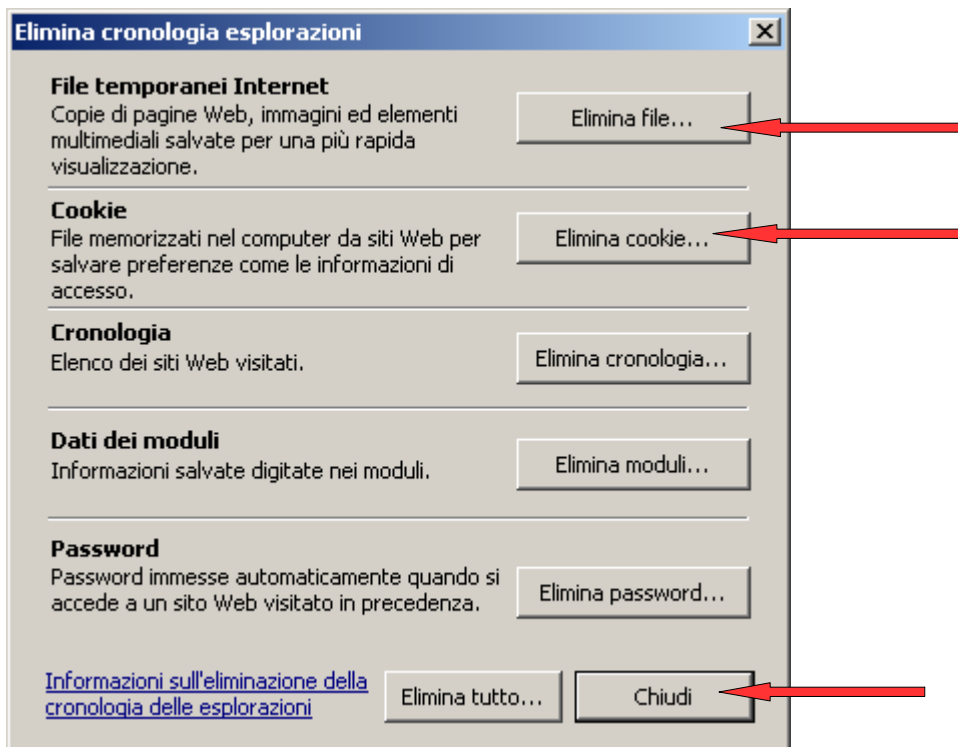 Elimina cronologia esplorazioni
File temporanei Internet
Copie di pagine Web, immagini ed elementi
multimediali salvate per una più rapida
visualizzazione.
Elimina file...
Cookie
File memorizzati nel computer da siti Web per
salvare preferenze come le informazioni di
accesso.
Elimina cookie...
Cronologia
Elenco dei siti Web visitati.
Elimina cronologia...
Dati dei moduli
Informazioni salvate digitate nei moduli.
Elimina moduli...
Password
Password immesse automaticamente quando si
accede a un sito Web visitato in precedenza.
Elimina password...
Informazioni sull'eliminazione della
cronologia delle esplorazioni
Elimina tutto...
Chiudi